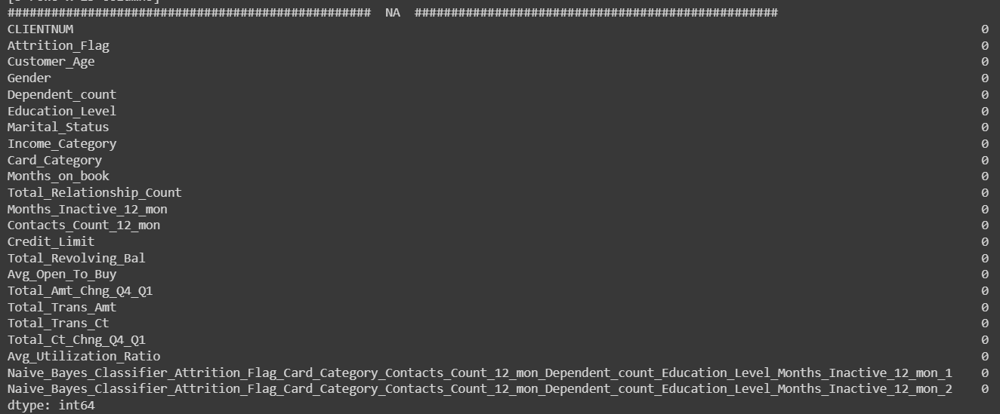 ################################################## NA ##################################################
CLIENTNUM 0
Attrition_Flag 0
Customer_Age 0
Gender 0
Dependent_count 0
Education_Level 0
Marital_Status 0
Income_Category 0
Card_Category 0
Months_on_book 0
Total_Relationship_Count 0
Months_Inactive_12_mon 0
Contacts_Count_12_mon 0
Credit_Limit 0
Total_Revolving_Bal 0
Avg_Open_To_Buy 0
Total_Amt_Chng_Q4_Q1 0
Total_Trans_Amt 0
Total_Trans_Ct 0
Total_Ct_Chng_Q4_Q1 0
Avg_Utilization_Ratio 0
Naive_Bayes_Classifier_Attrition_Flag_Card_Category_Contacts_Count_12_mon_Dependent_count_Education_Level_Months_Inactive_12_mon_1 0
Naive_Bayes_Classifier_Attrition_Flag_Card_Category_Contacts_Count_12_mon_Dependent_count_Education_Level_Months_Inactive_12_mon_2 0
dtype: int64